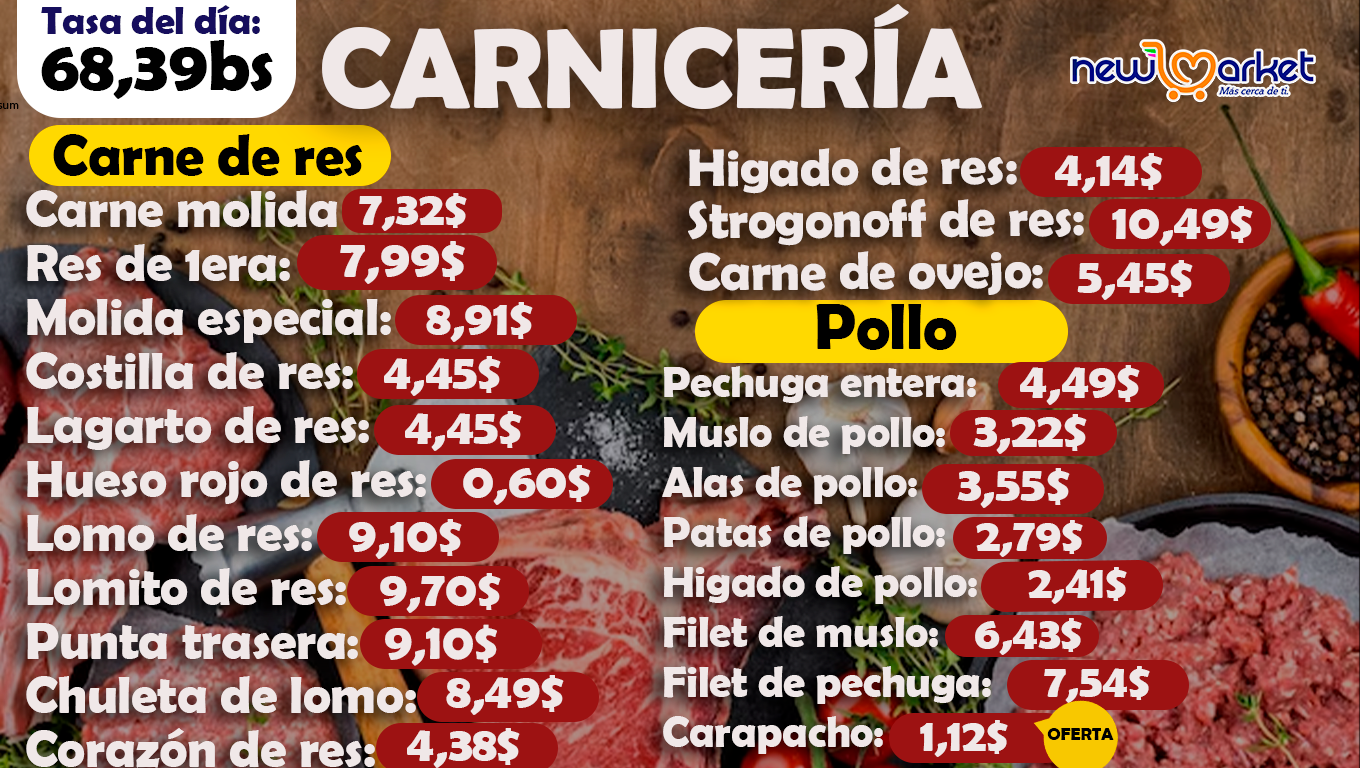 Tasa del día:
68,39bs
sum
CARNICERÍA
new market
Más cerca de ti.
Carne de res
Carne molida 7,32$
Res de 1era: 7,99$
Molida especial: 8,91$
Costilla de res: 4,45$
Lagarto de res: 4,45$
Hueso rojo de res: 0,60$
Lomo de res: 9,10$
Lomito de res: 9,70$
Punta trasera: 9,10$
Chuleta de lomo: 8,49$
Corazón de res: 4,38$
Higado de res: 4,14$
Strogonoff de res: 10,49$
Carne de ovejo: 5,45$
Pollo
Pechuga entera: 4,49$
Muslo de pollo: 3,22$
Alas de pollo: 3,55$
Patas de pollo: 2,79$
Higado de pollo: 2,41$
Filet de muslo: 6,43$
Filet de pechuga: 7,54$
Carapacho: 1,12$ OFERTA